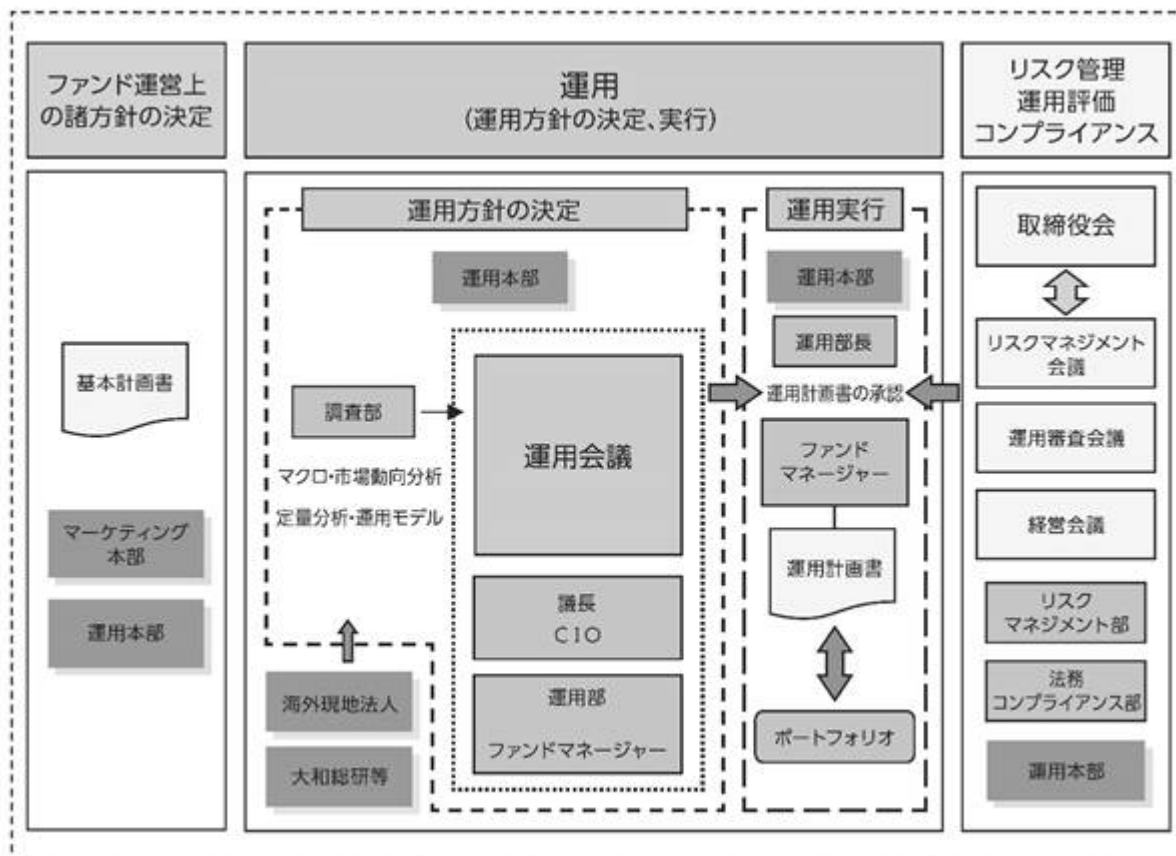 ファンド運営上
の諸方針の決定
運用
(運用方針の決定、実行)
リスク管理
運用評価
コンプライアンス
基本計画書
マーケティング
本部
運用本部
運用方針の決定
運用本部
調査部
マクロ・市場動向分析
定量分析・運用モデル
運用会議
議長
CIO
運用部
ファンドマネージャー
海外現地法人
大和総研等
運用実行
運用本部
運用部長
運用計画書の承認
ファンド
マネージャー
運用計画書
ポートフォリオ
取締役会
リスクマネジメント
会議
運用審査会議
経営会議
リスク
マネジメント部
法務
コンプライアンス部
運用本部